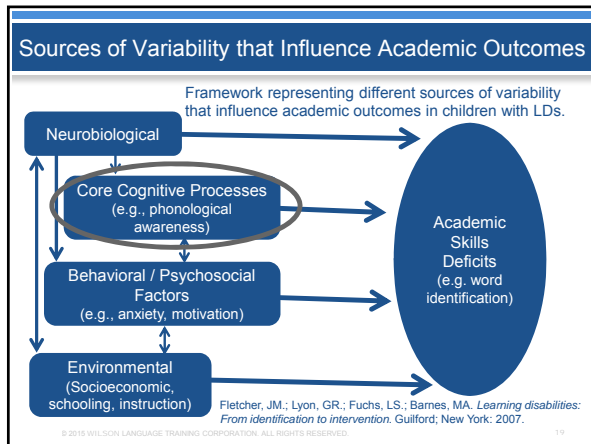 Sources of Variability that Influence Academic Outcomes
Framework representing different sources of variability
that influence academic outcomes in children with LDs.
Neurobiological
Core Cognitive Processes
(e.g., phonological
awareness)
Behavioral / Psychosocial
Factors
(e.g., anxiety, motivation)
Environmental
(Socioeconomic,
schooling, instruction)
Academic
Skills
Deficits
(e.g. word
identification)
Fletcher, JM.; Lyon, GR.; Fuchs, LS.; Barnes, MA. Learning disabilities:
From identification to intervention. Guilford; New York: 2007.
© 2015 WILSON LANGUAGE TRAINING CORPORATION. ALL RIGHTS RESERVED.
19